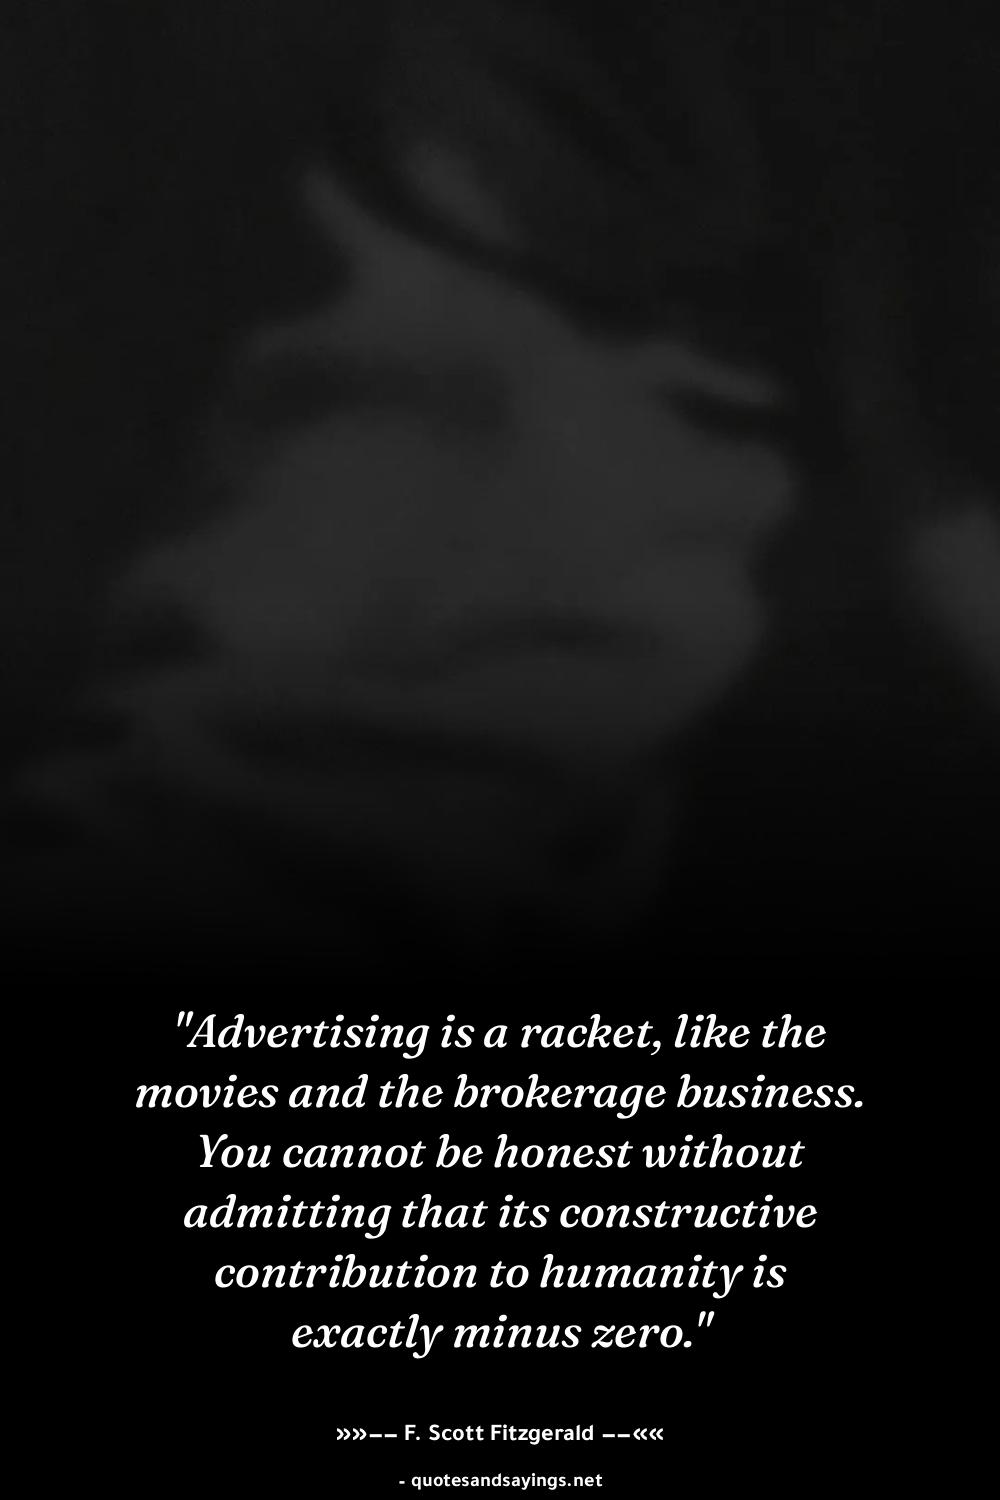 "Advertising is a racket, like the
movies and the brokerage business.
You cannot be honest without
admitting that its constructive
contribution to humanity is
exactly minus zero."
»»−− F. Scott Fitzgerald −−««
- quotesandsayings.net